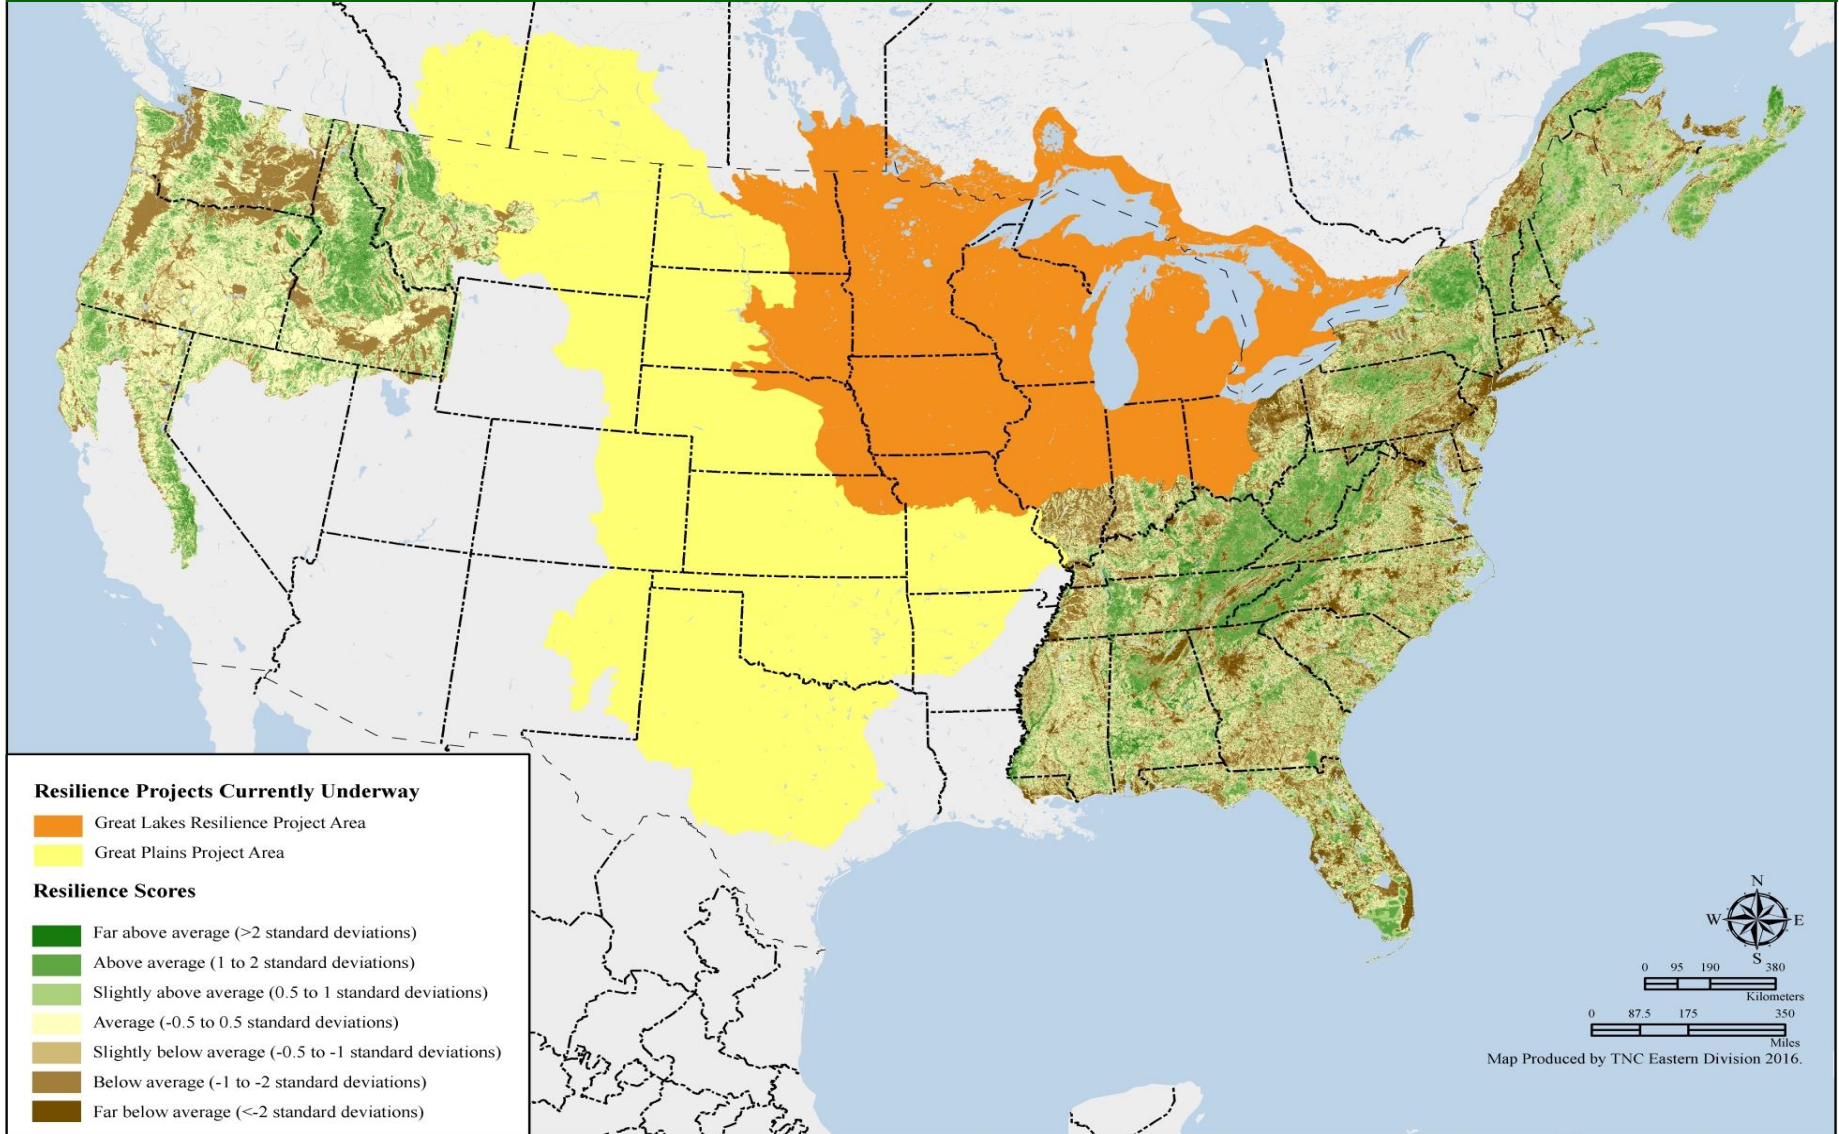 Resilience Projects Currently Underway
Great Lakes Resilience Project Area
Great Plains Project Area
Resilience Scores
Far above average (>2 standard deviations)
Above average (1 to 2 standard deviations)
Slightly above average (0.5 to 1 standard deviations)
Average (-0.5 to 0.5 standard deviations)
Slightly below average (-0.5 to -1 standard deviations)
Below average (-1 to -2 standard deviations)
Far below average (<-2 standard deviations)
N
W E
S
0 95 190 380
Kilometers
0 87.5 175 350
Miles
Map Produced by TNC Eastern Division 2016.